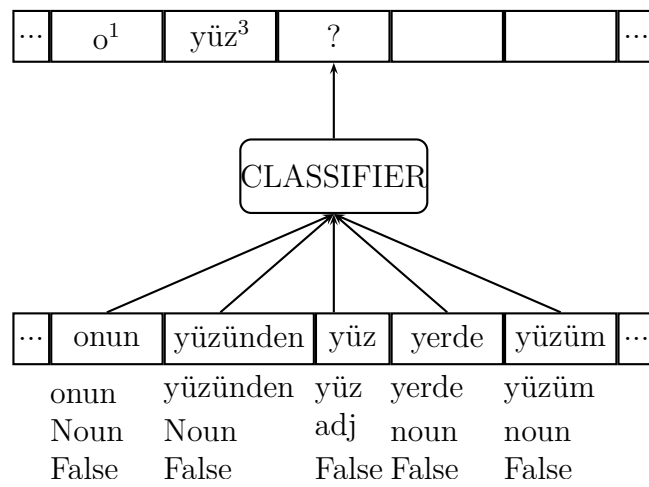 ... o¹ yüz³ ? ...
CLASSIFIER
... onun yüzünden yüz yerde yüzüm ...
onun yüzünden yüz yerde yüzüm
Noun Noun adj noun noun
False False False False False